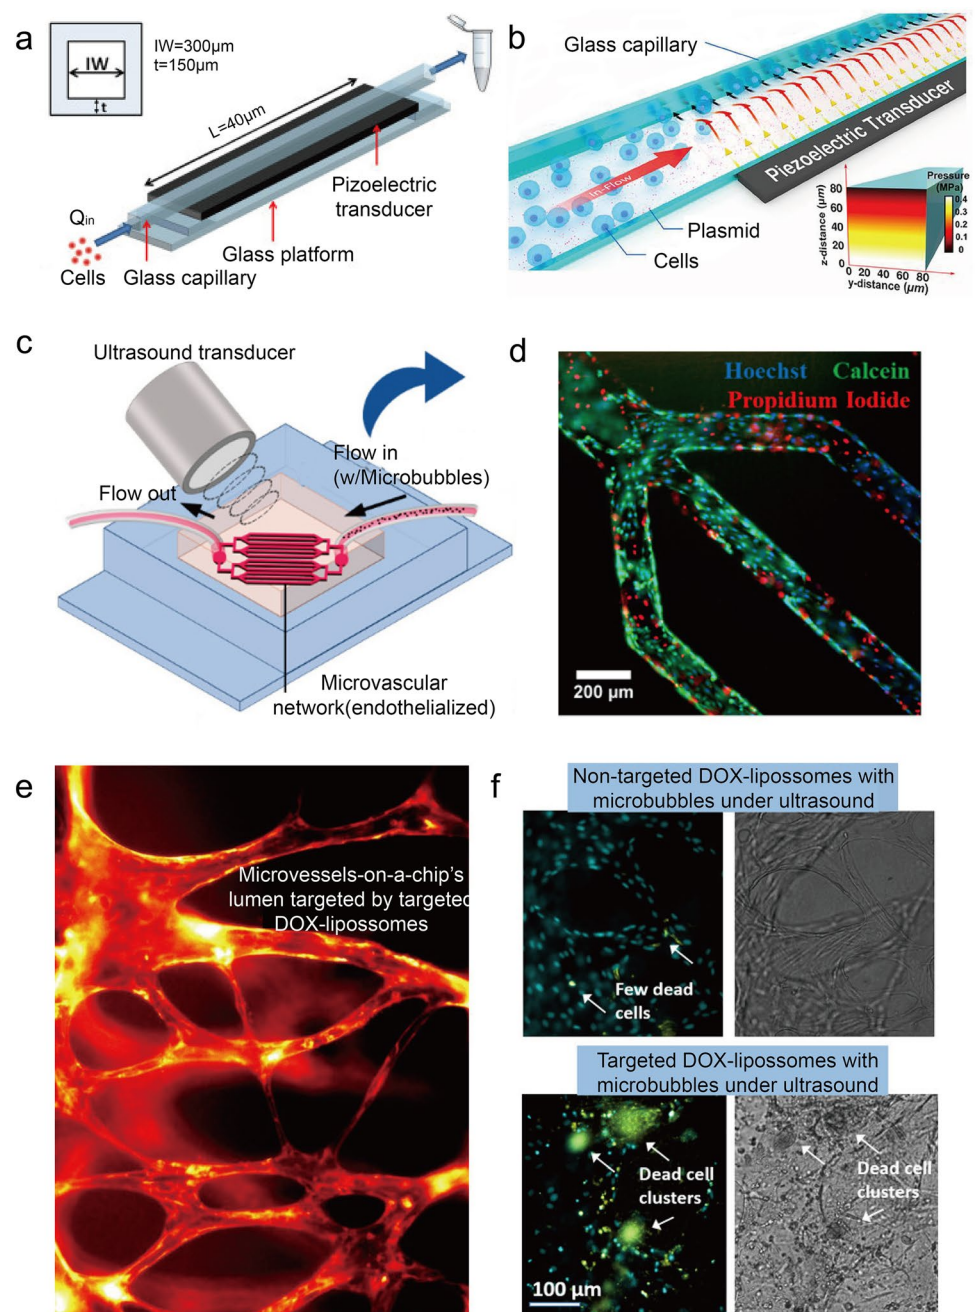 a
IW=300µm
t=150µm
IW
t
L=40µm
Pizoelectric
transducer
Qin
Glass platform
Cells
Glass capillary
b
Glass capillary
In-Flow
Piezoelectric Transducer
Plasmid
Cells
Pressure
(MPa)
0.4
0.3
0.2
0.1
0
z-distance (µm)
80
60
40
20
0
0 20 40 60 80
y-distance (µm)
c
Ultrasound transducer
Flow in
(w/Microbubbles)
Flow out
Microvascular
network(endothelialized)
d
Hoechst Calcein
Propidium Iodide
200 µm
e
Microvessels-on-a-chip's
lumen targeted by targeted
DOX-lipossomes
f
Non-targeted DOX-lipossomes with
microbubbles under ultrasound
Few dead
cells
Targeted DOX-lipossomes with
microbubbles under ultrasound
Dead cell
clusters
Dead cell
clusters
100 µm